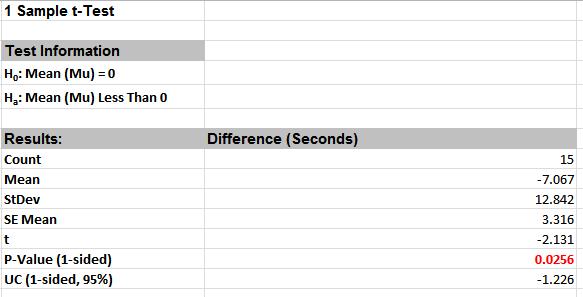 1 Sample t-Test
Test Information
H₀: Mean (Mu) = 0
Hₐ: Mean (Mu) Less Than 0
Results: Difference (Seconds)
Count 15
Mean -7.067
StDev 12.842
SE Mean 3.316
t -2.131
P-Value (1-sided) 0.0256
UC (1-sided, 95%) -1.226